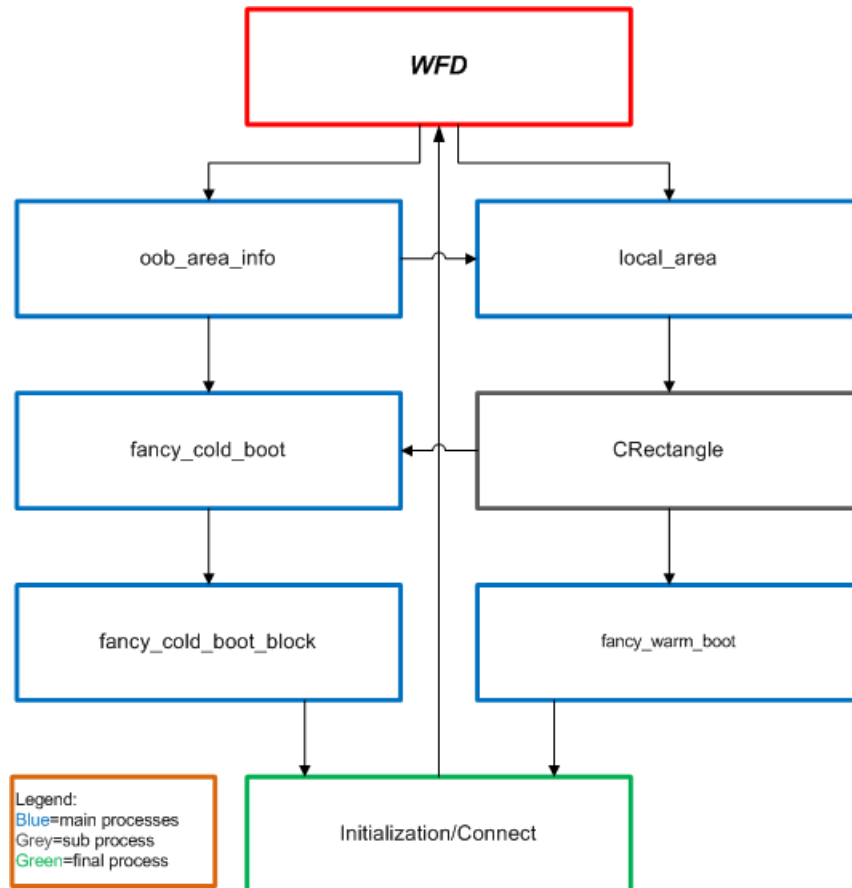 WFD
oob_area_info
local_area
fancy_cold_boot
CRectangle
fancy_cold_boot_block
fancy_warm_boot
Legend:
Blue=main processes
Grey=sub process
Green=final process
Initialization/Connect